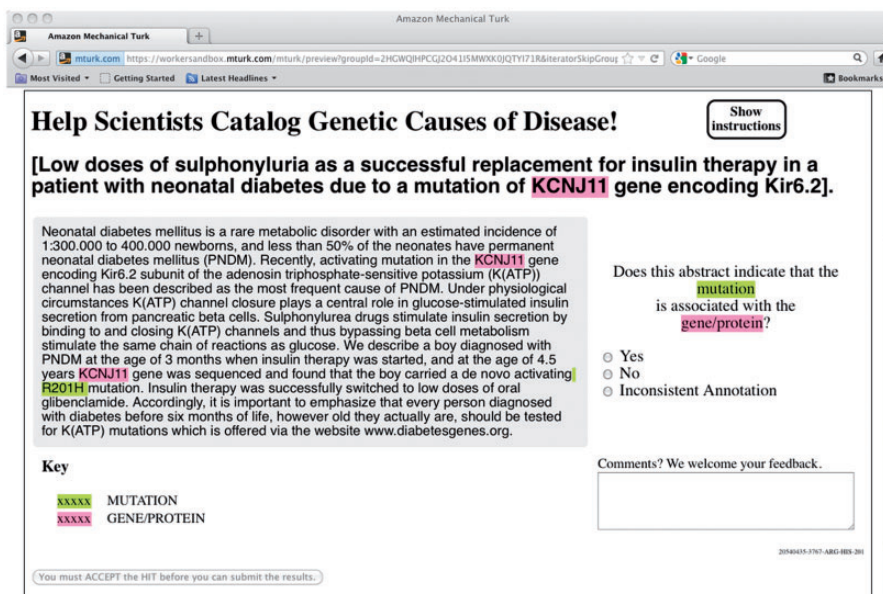 Amazon Mechanical Turk
Amazon Mechanical Turk
mturk.com https://workersandbox.mturk.com/mturk/preview?groupId=2HGWQIHPCGJ2O41I5MWXK0JQTYI71R&iteratorSkipGroup
Google
Most Visited Getting Started Latest Headlines Bookmarks
Help Scientists Catalog Genetic Causes of Disease!
Show
instructions
[Low doses of sulphonyluria as a successful replacement for insulin therapy in a
patient with neonatal diabetes due to a mutation of KCNJ11 gene encoding Kir6.2].
Neonatal diabetes mellitus is a rare metabolic disorder with an estimated incidence of
1:300.000 to 400.000 newborns, and less than 50% of the neonates have permanent
neonatal diabetes mellitus (PNDM). Recently, activating mutation in the KCNJ11 gene
encoding Kir6.2 subunit of the adenosin triphosphate-sensitive potassium (K(ATP))
channel has been described as the most frequent cause of PNDM. Under physiological
circumstances K(ATP) channel closure plays a central role in glucose-stimulated insulin
secretion from pancreatic beta cells. Sulphonylurea drugs stimulate insulin secretion by
binding to and closing K(ATP) channels and thus bypassing beta cell metabolism
stimulate the same chain of reactions as glucose. We describe a boy diagnosed with
PNDM at the age of 3 months when insulin therapy was started, and at the age of 4.5
years KCNJ11 gene was sequenced and found that the boy carried a de novo activating
R201H mutation. Insulin therapy was successfully switched to low doses of oral
glibenclamide. Accordingly, it is important to emphasize that every person diagnosed
with diabetes before six months of life, however old they actually are, should be tested
for K(ATP) mutations which is offered via the website www.diabetesgenes.org.
Does this abstract indicate that the
mutation
is associated with the
gene/protein?
Yes
No
Inconsistent Annotation
Key
xxxxx MUTATION
xxxxx GENE/PROTEIN
Comments? We welcome your feedback.
20540435-3767-ARG-HIS-201
You must ACCEPT the HIT before you can submit the results.